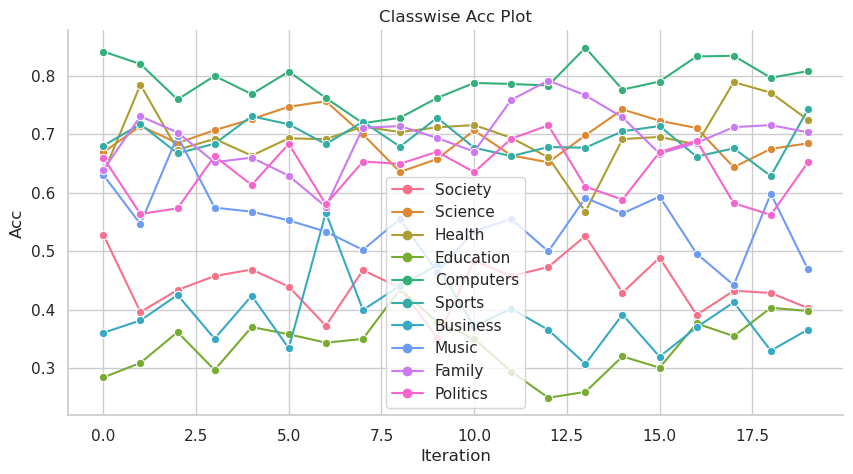 Classwise Acc Plot
Acc
0.8
0.7
0.6
0.5
0.4
0.3
Society
Science
Health
Education
Computers
Sports
Business
Music
Family
Politics
0.0 2.5 5.0 7.5 10.0 12.5 15.0 17.5
Iteration